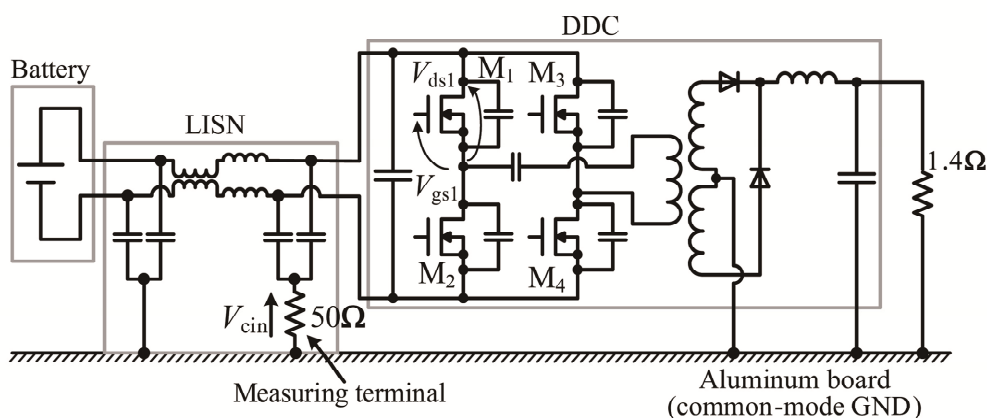 DDC
Battery
LISN
Vds1
M1
M3
Vgs1
M2
M4
1.4Ω
Vcin
50Ω
Measuring terminal
Aluminum board
(common-mode GND)